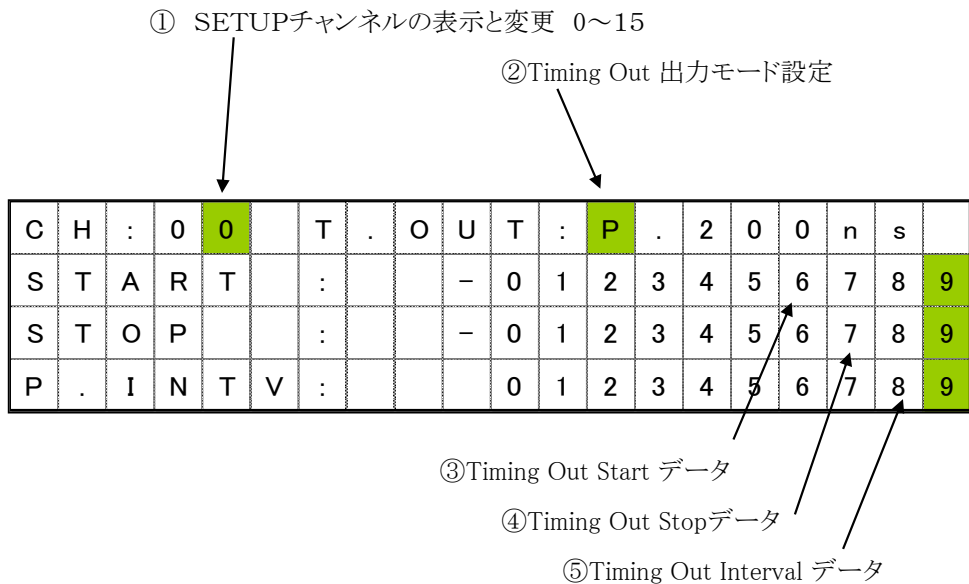 ① SETUPチャンネルの表示と変更 0～15
②Timing Out 出力モード設定
CH:00 T.OUT:P.200ns
START : -0123456789
STOP : -0123456789
P.INTV: 0123456789
③Timing Out Start データ
④Timing Out Stopデータ
⑤Timing Out Interval データ